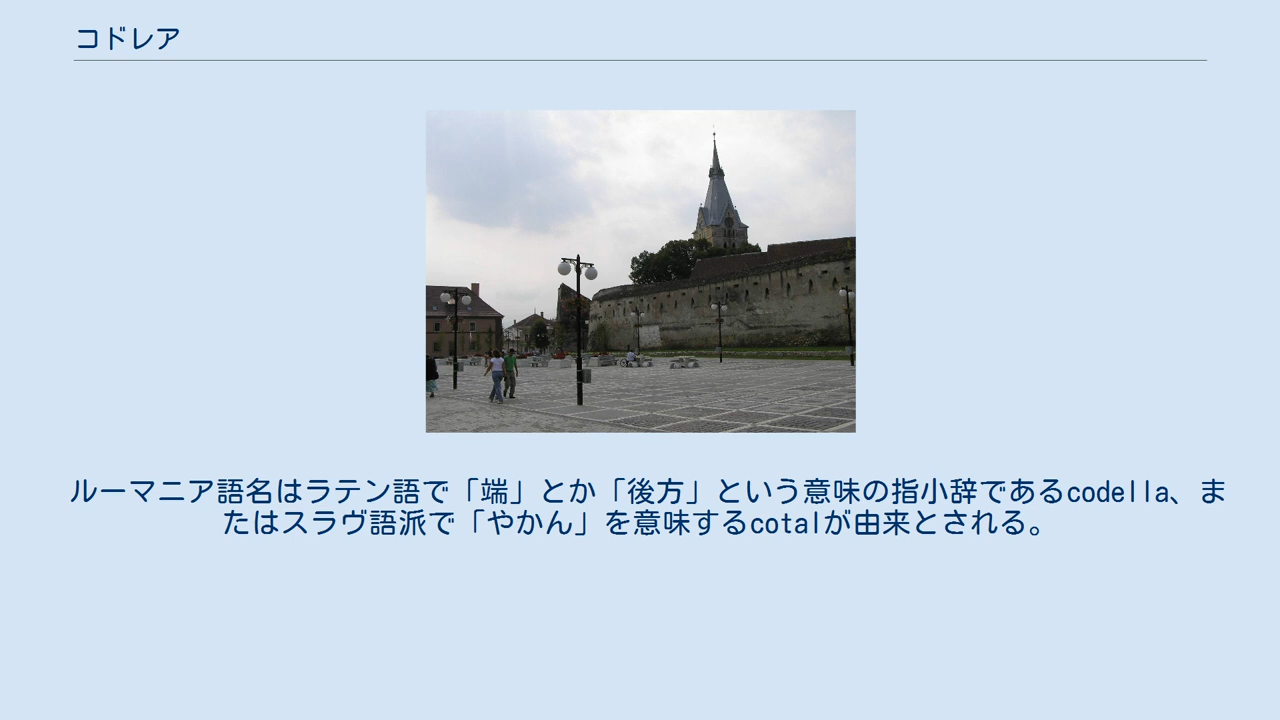 コドレア
ルーマニア語名はラテン語で「端」とか「後方」という意味の指小辞であるcodella、ま
たはスラヴ語派で「やかん」を意味するcotalが由来とされる。